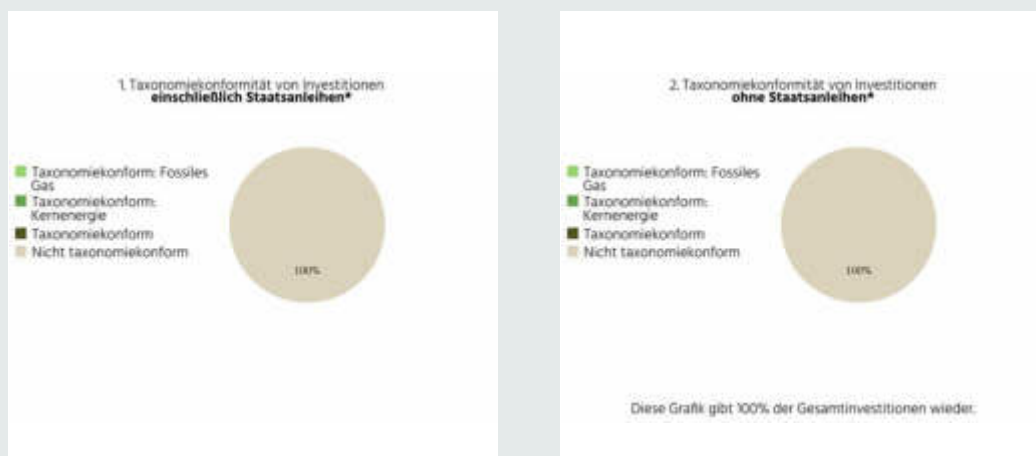 1. Taxonomiekonformität von Investitionen
einschließlich Staatsanleihen*
Taxonomiekonform: Fossiles
Gas
Taxonomiekonform:
Kernenergie
Taxonomiekonform
Nicht taxonomiekonform
100%
2. Taxonomiekonformität von Investitionen
ohne Staatsanleihen*
Taxonomiekonform: Fossiles
Gas
Taxonomiekonform:
Kernenergie
Taxonomiekonform
Nicht taxonomiekonform
100%
Diese Grafik gibt 100% der Gesamtinvestitionen wieder.